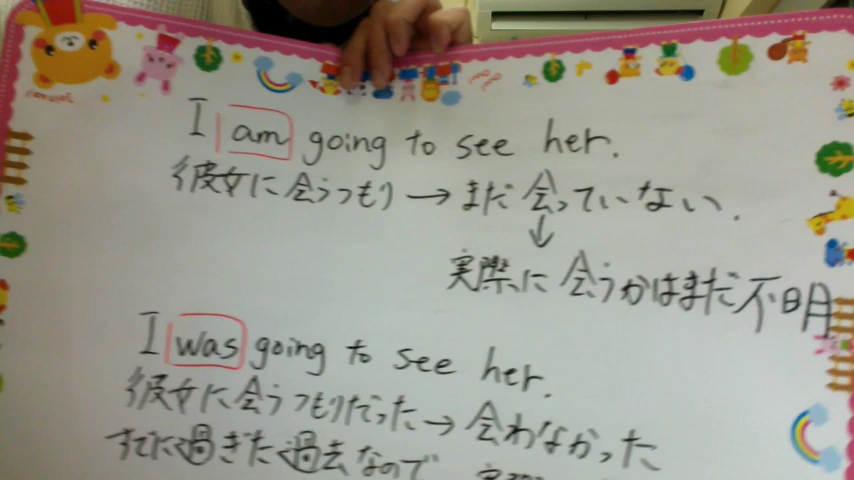 I am going to see her.
彼女に会うつもり → まだ会っていない.
↓
実際に会うかはまだ不明
I was going to see her.
彼女に会うつもりだった → 会わなかった
すでに過ぎた過去なので